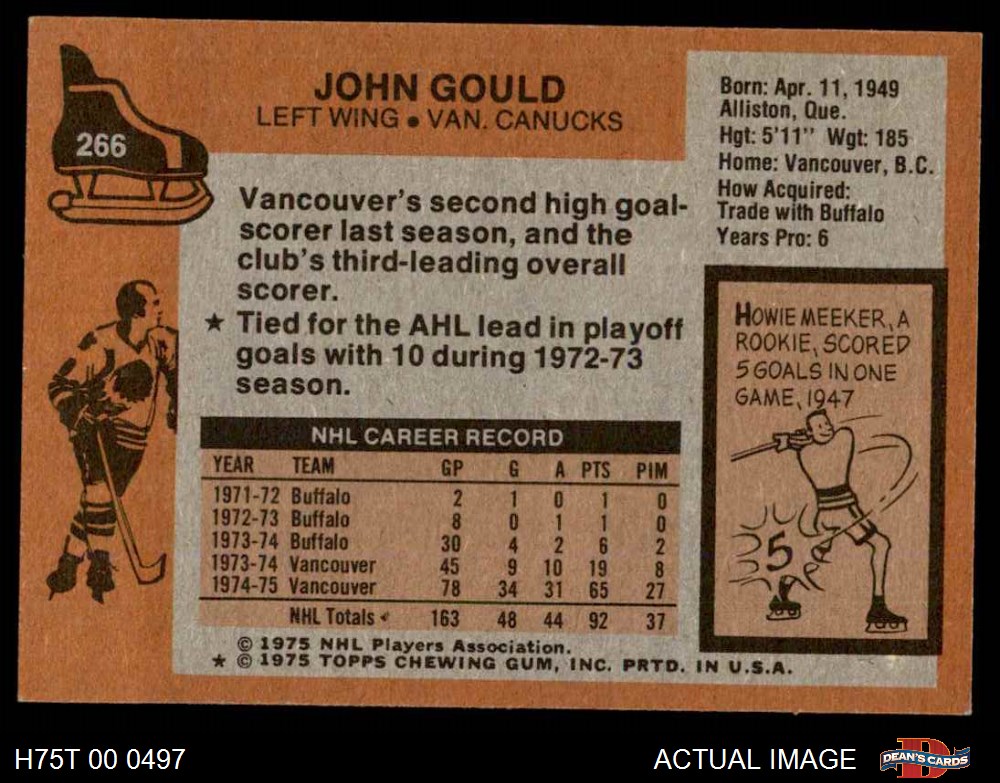 266
JOHN GOULD
LEFT WING • VAN. CANUCKS
Born: Apr. 11, 1949
Alliston, Que.
Hgt: 5'11" Wgt: 185
Home: Vancouver, B.C.
How Acquired:
Trade with Buffalo
Years Pro: 6
Vancouver's second high goal-
scorer last season, and the
club's third-leading overall
scorer.
★ Tied for the AHL lead in playoff
goals with 10 during 1972-73
season.
NHL CAREER RECORD
YEAR TEAM GP G A PTS PIM
1971-72 Buffalo 2 1 0 1 0
1972-73 Buffalo 8 0 1 1 0
1973-74 Buffalo 30 4 2 6 2
1973-74 Vancouver 45 9 10 19 8
1974-75 Vancouver 78 34 31 65 27
NHL Totals 163 48 44 92 37
© 1975 NHL Players Association.
★ © 1975 TOPPS CHEWING GUM, INC. PRTD. IN U.S.A.
HOWIE MEEKER, A
ROOKIE, SCORED
5 GOALS IN ONE
GAME, 1947
5
H75T 00 0497
ACTUAL IMAGE
D
DEAN'S CARDS